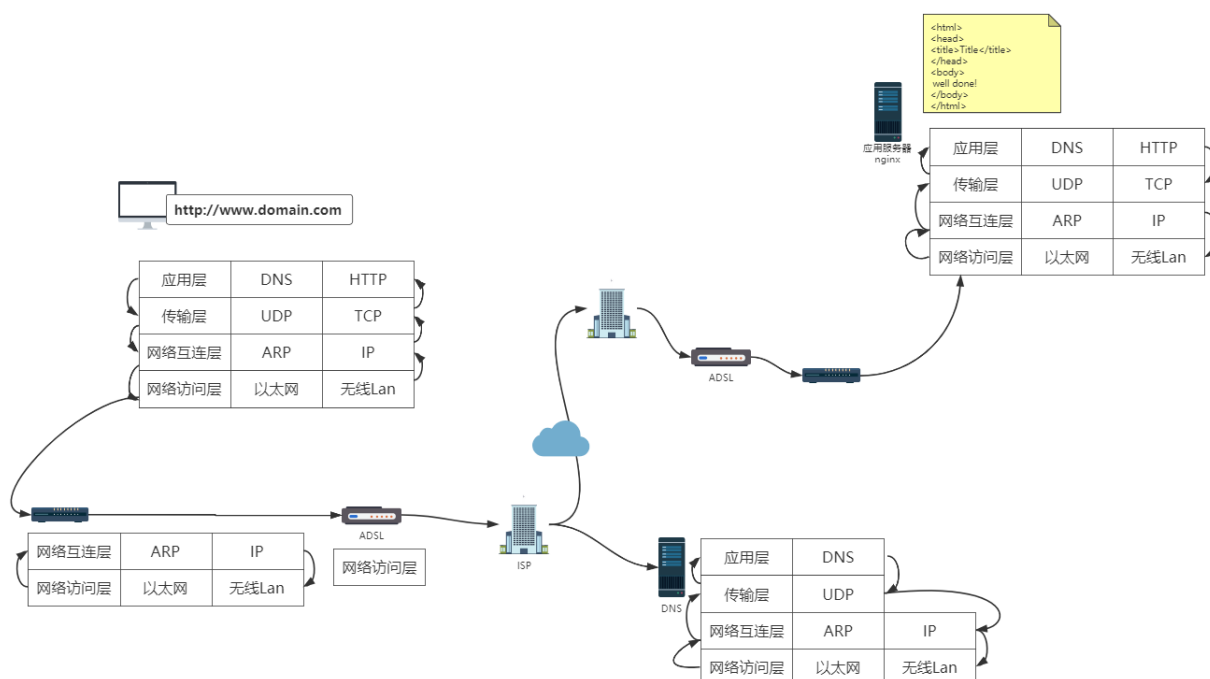 <html>
<head>
<title>Title</title>
</head>
<body>
well done!
</body>
</html>
应用服务器
nginx
应用层 DNS HTTP
传输层 UDP TCP
网络互连层 ARP IP
网络访问层 以太网 无线Lan
http://www.domain.com
应用层 DNS HTTP
传输层 UDP TCP
网络互连层 ARP IP
网络访问层 以太网 无线Lan
ADSL
网络互连层 ARP IP
网络访问层 以太网 无线Lan
ADSL
网络访问层
ISP
DNS
应用层 DNS
传输层 UDP
网络互连层 ARP IP
网络访问层 以太网 无线Lan